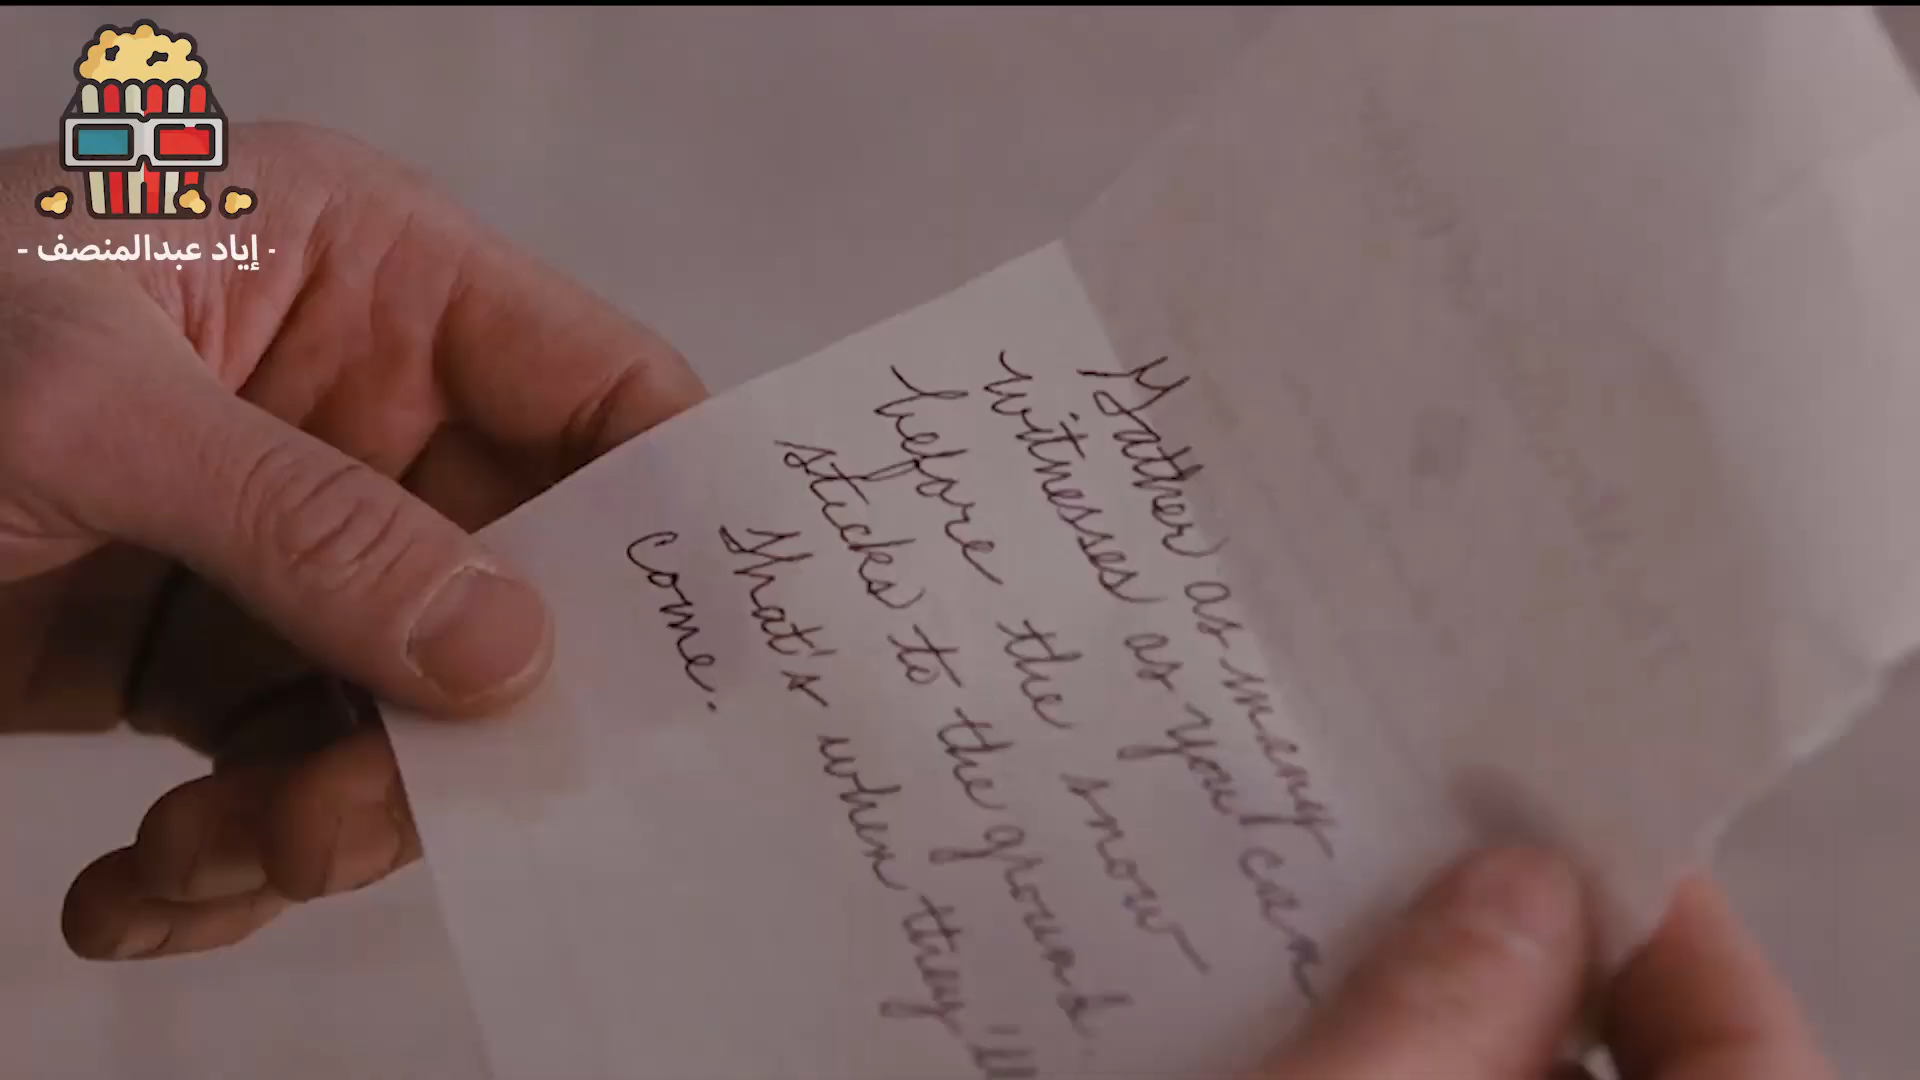 - إياد عبدالمنصف -
Gather as many
witnesses as you can
before the snow
sticks to the ground.
That's when they'll
come.